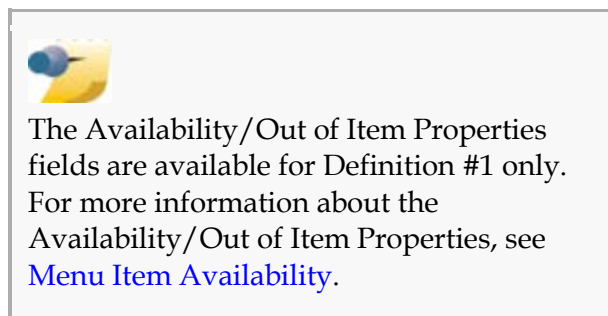 The Availability/Out of Item Properties
fields are available for Definition #1 only.
For more information about the
Availability/Out of Item Properties, see
Menu Item Availability.